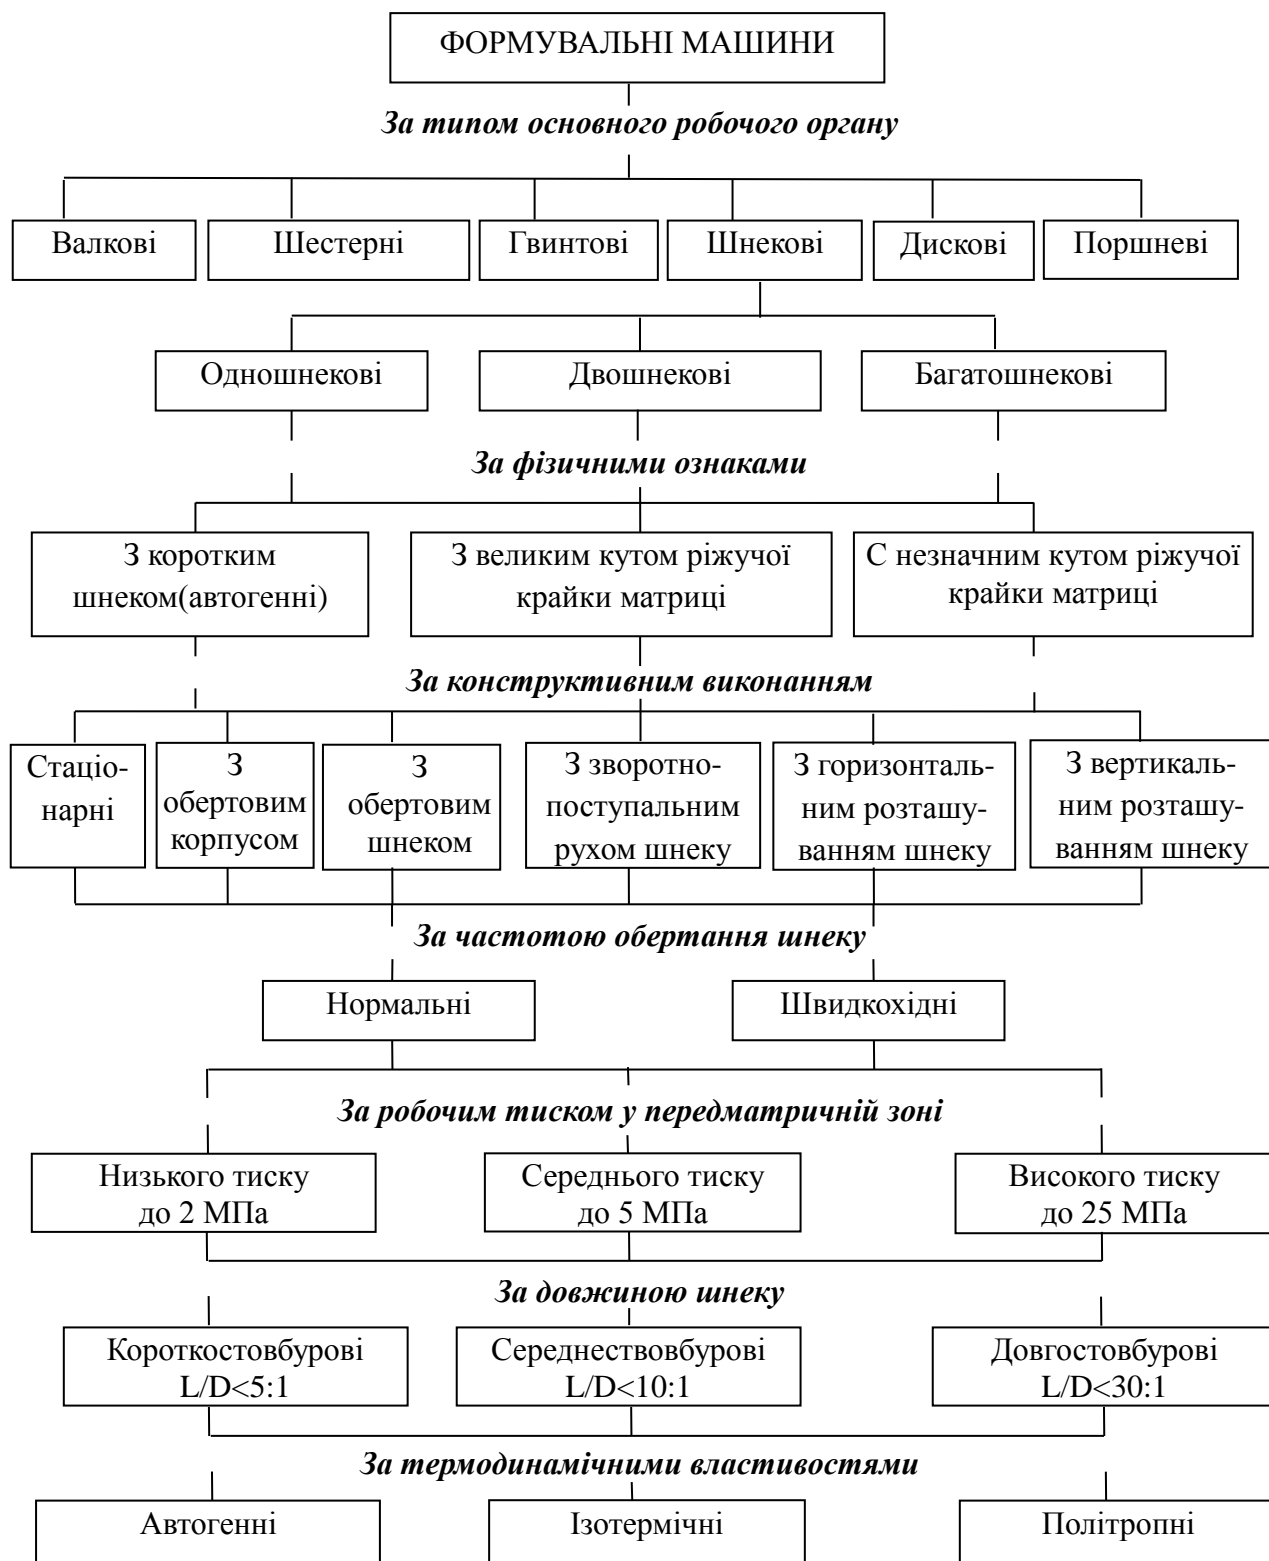 ФОРМУВАЛЬНІ МАШИНИ
За типом основного робочого органу
Валкові
Шестерні
Гвинтові
Шнекові
Дискові
Поршневі
Одношнекові
Двошнекові
Багатошнекові
За фізичними ознаками
З коротким
шнеком(автогенні)
З великим кутом ріжучої
крайки матриці
С незначним кутом ріжучої
крайки матриці
За конструктивним виконанням
Стаціо-
нарні
З
обертовим
корпусом
З
обертовим
шнеком
З зворотно-
поступальним
рухом шнеку
З горизонталь-
ним розташу-
ванням шнеку
З вертикаль-
ним розташу-
ванням шнеку
За частотою обертання шнеку
Нормальні
Швидкохідні
За робочим тиском у передматричній зоні
Низького тиску
до 2 МПа
Середнього тиску
до 5 МПа
Високого тиску
до 25 МПа
За довжиною шнеку
Короткостовбурові
L/D<5:1
Середнествовбурові
L/D<10:1
Довгостовбурові
L/D<30:1
За термодинамічними властивостями
Автогенні
Ізотермічні
Політропні